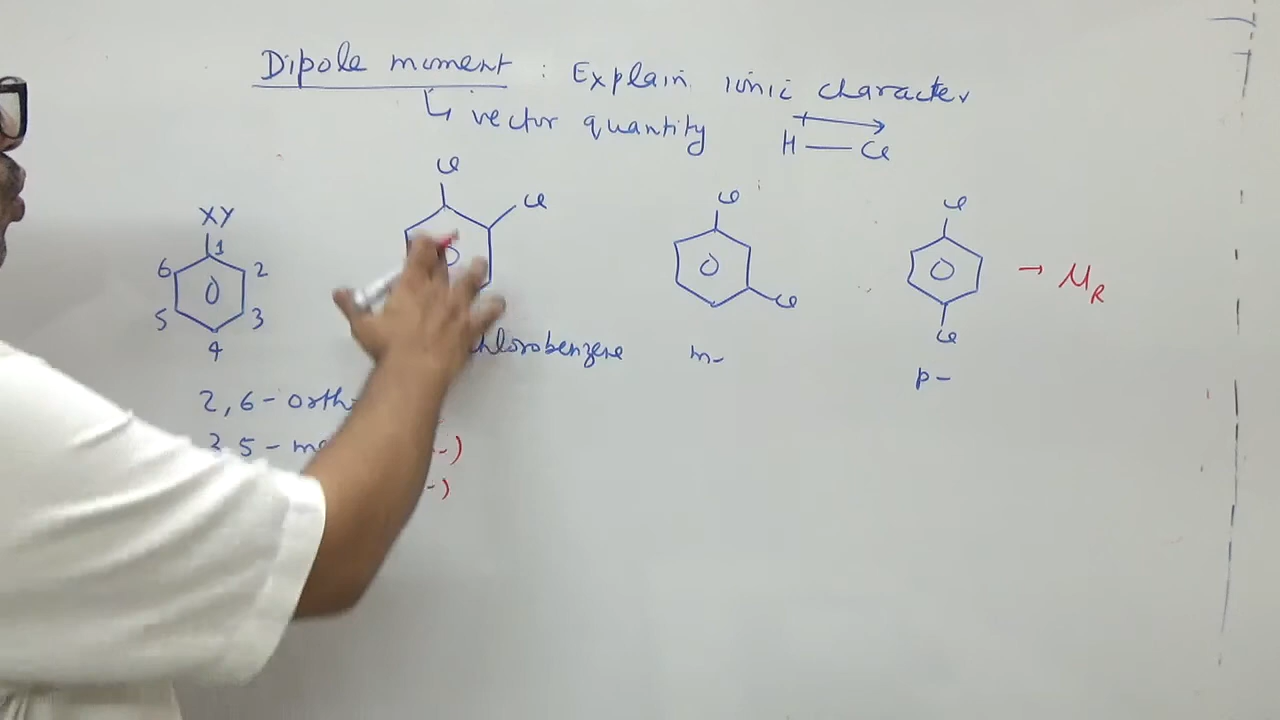 Dipole moment : Explain ionic character
↳ vector quantity H — Cl
Cl
Cl
Cl
Cl
XY
1
6
2
5
3
4
Cl
Cl
→ μR
hlorobenzene
m-
p-
2,6- orth
3,5 - me -)
-)